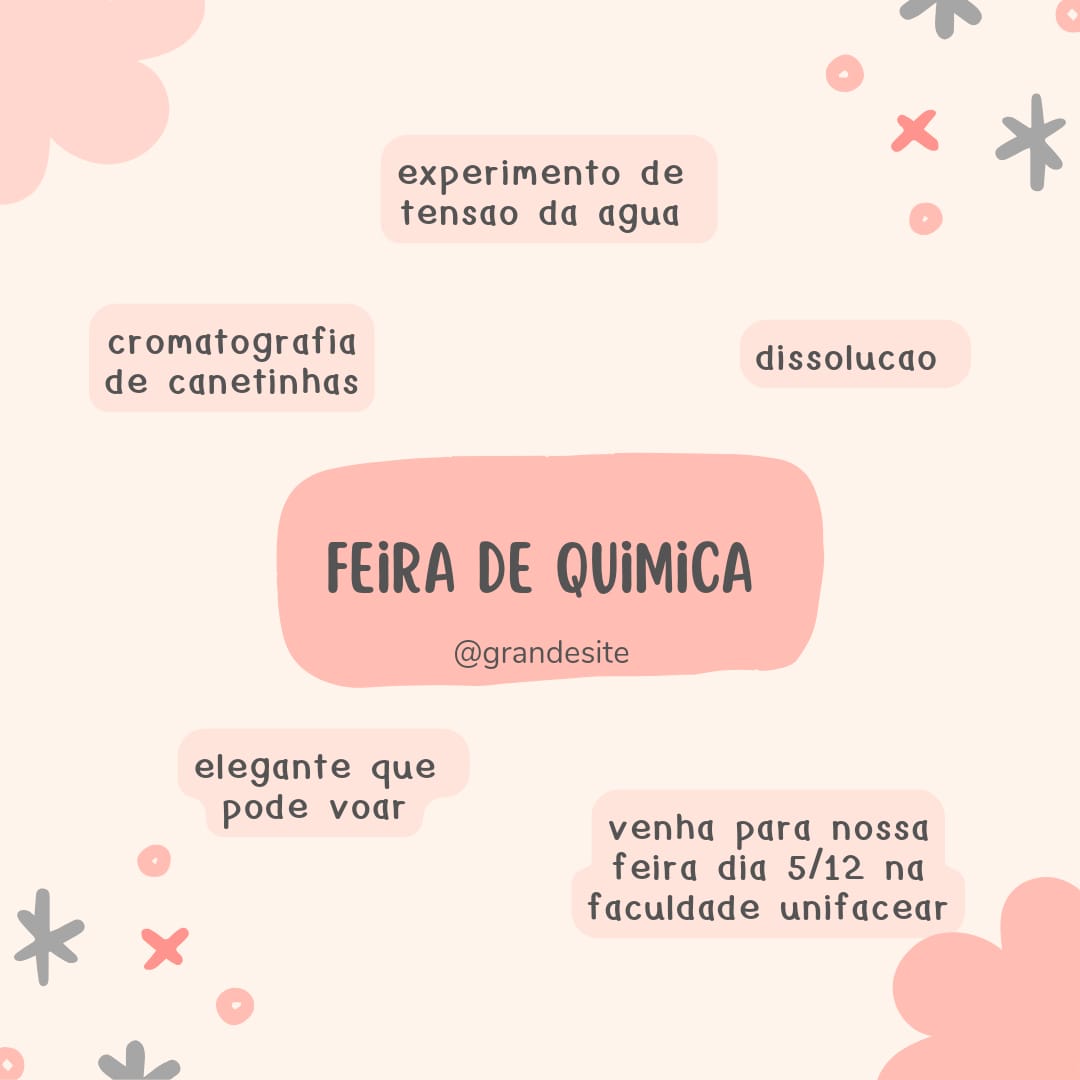 experimento de
tensao da agua
cromatografia
de canetinhas
dissolucao
FEIRA DE QUIMICA
@grandesite
elegante que
pode voar
venha para nossa
feira dia 5/12 na
faculdade unifacear